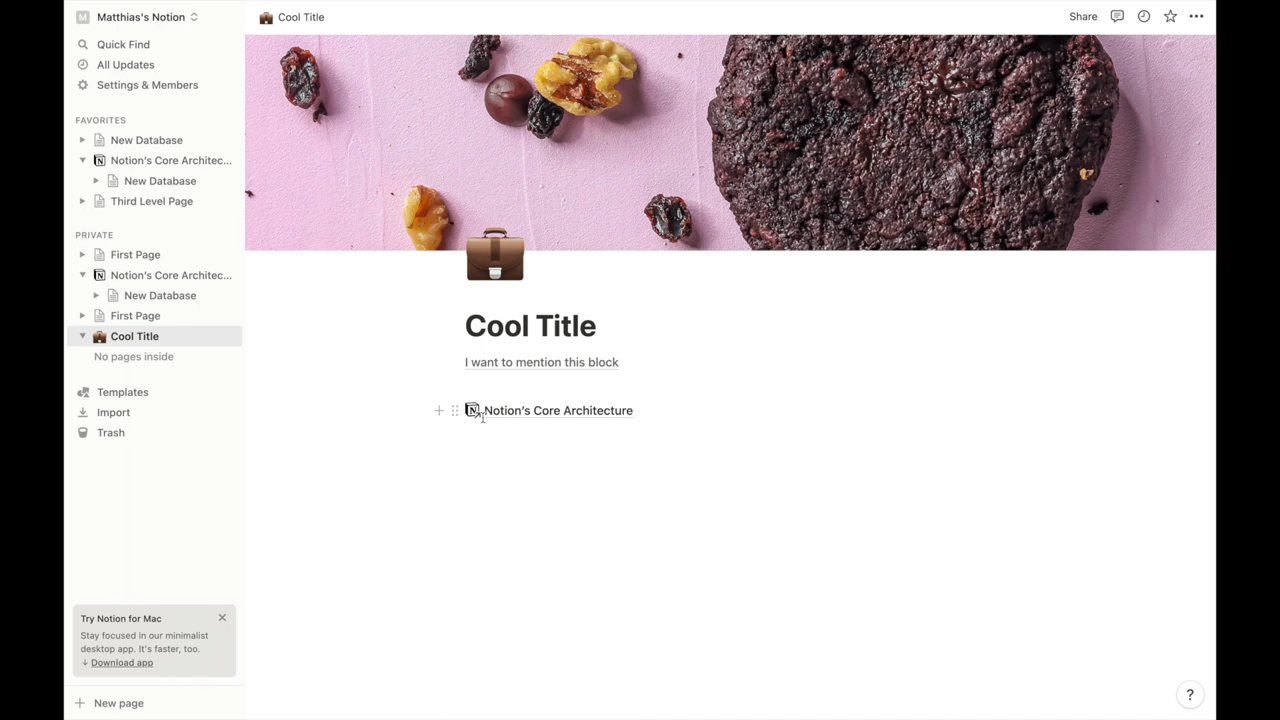 M Matthias's Notion
Quick Find
All Updates
Settings & Members
FAVORITES
New Database
Notion's Core Architec...
New Database
Third Level Page
PRIVATE
First Page
Notion's Core Architec...
New Database
First Page
Cool Title
No pages inside
Templates
Import
Trash
Try Notion for Mac
Stay focused in our minimalist
desktop app. It's faster, too.
↓ Download app
+ New page
Cool Title
Share
Cool Title
I want to mention this block
Notion's Core Architecture
?